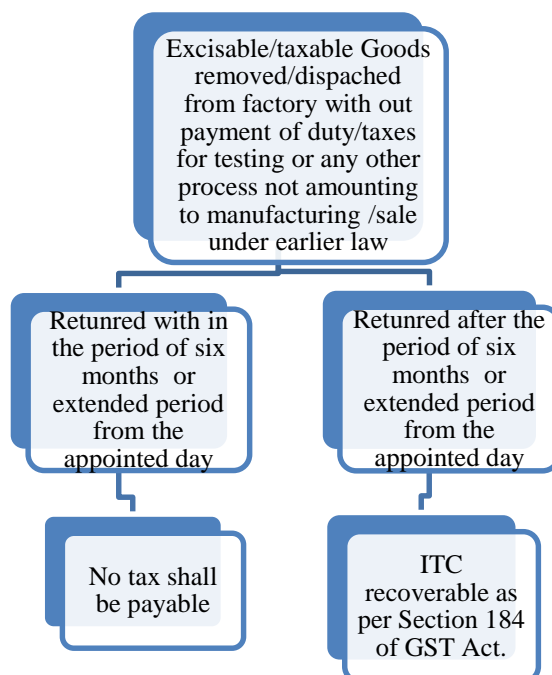 Excisable/taxable Goods
removed/dispached
from factory with out
payment of duty/taxes
for testing or any other
process not amounting
to manufacturing /sale
under earlier law
Retunred with in
the period of six
months or
extended period
from the
appointed day
Retunred after the
period of six
months or
extended period
from the
appointed day
No tax shall
be payable
ITC
recoverable as
per Section 184
of GST Act.